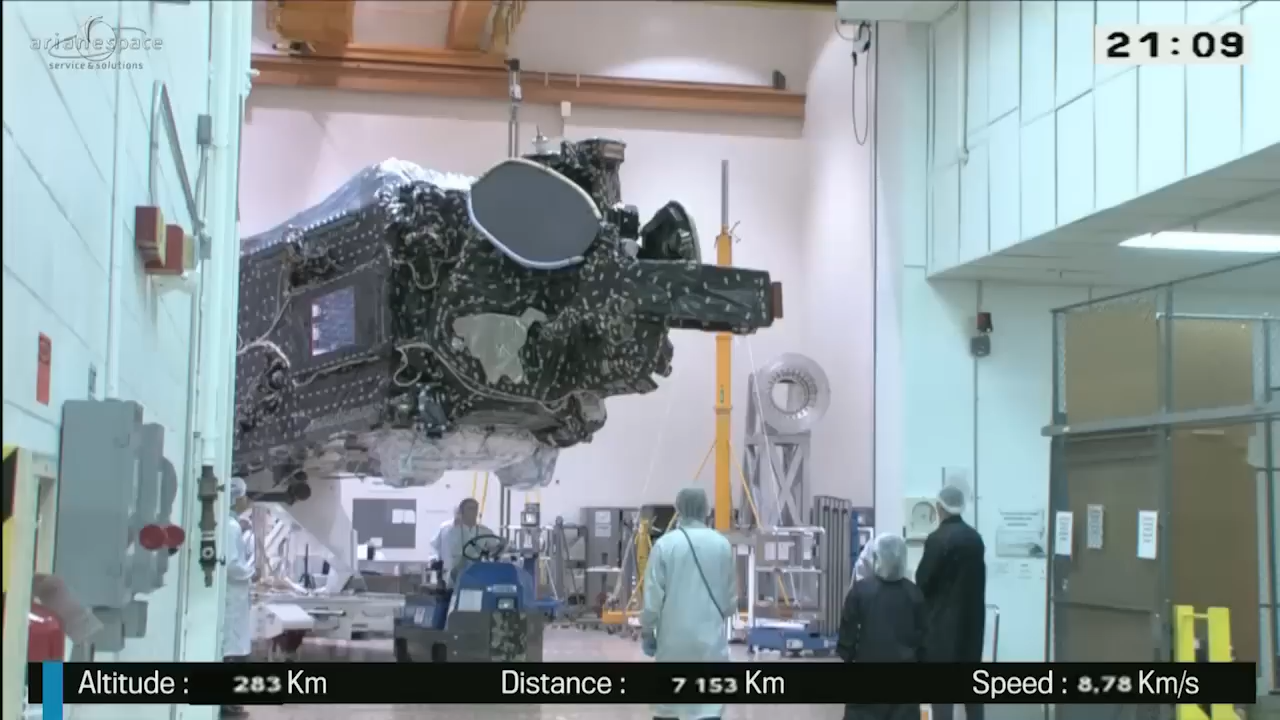 arianespace
service & solutions
21:09
Altitude : 283 Km Distance : 7 153 Km Speed : 8,78 Km/s